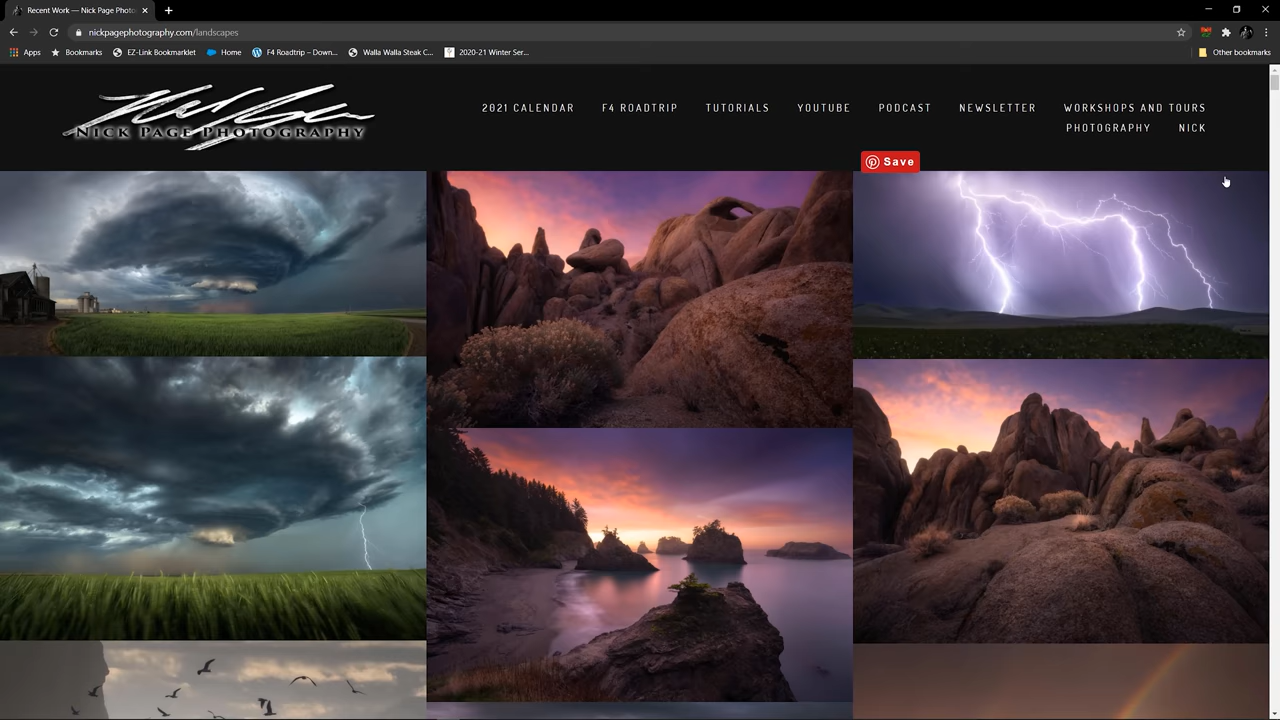 Recent Work — Nick Page Photo
nickpagephotography.com/landscapes
Apps Bookmarks EZ-Link Bookmarklet Home F4 Roadtrip – Down... Walla Walla Steak C... 2020-21 Winter Ser... Other bookmarks
NICK PAGE PHOTOGRAPHY
2021 CALENDAR F4 ROADTRIP TUTORIALS YOUTUBE PODCAST NEWSLETTER WORKSHOPS AND TOURS
PHOTOGRAPHY NICK
Save